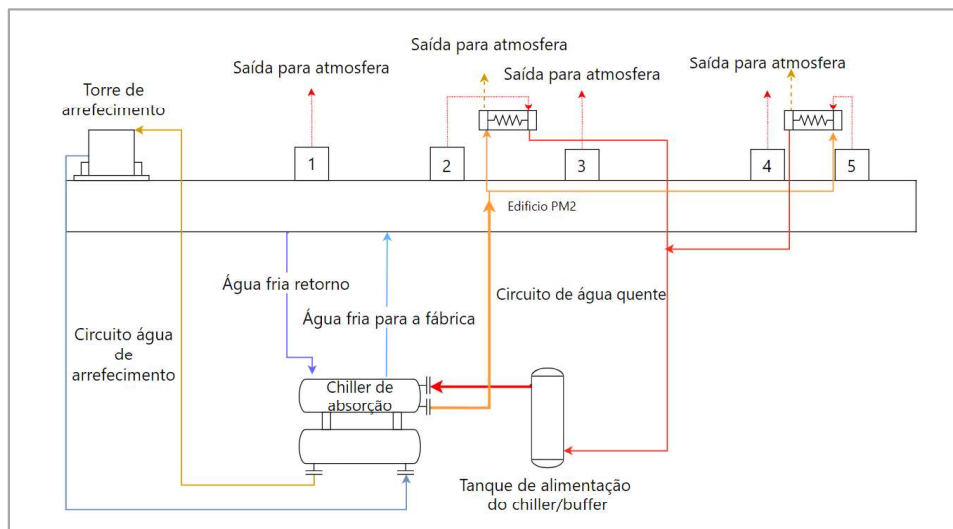 Saída para atmosfera
Saída para atmosfera
Saída para atmosfera
Saída para atmosfera
Torre de
arrefecimento
1
2
3
4
5
Edificio PM2
Água fria retorno
Água fria para a fábrica
Circuito de água quente
Circuito água
de
arrefecimento
Chiller de
absorção
Tanque de alimentação
do chiller/buffer